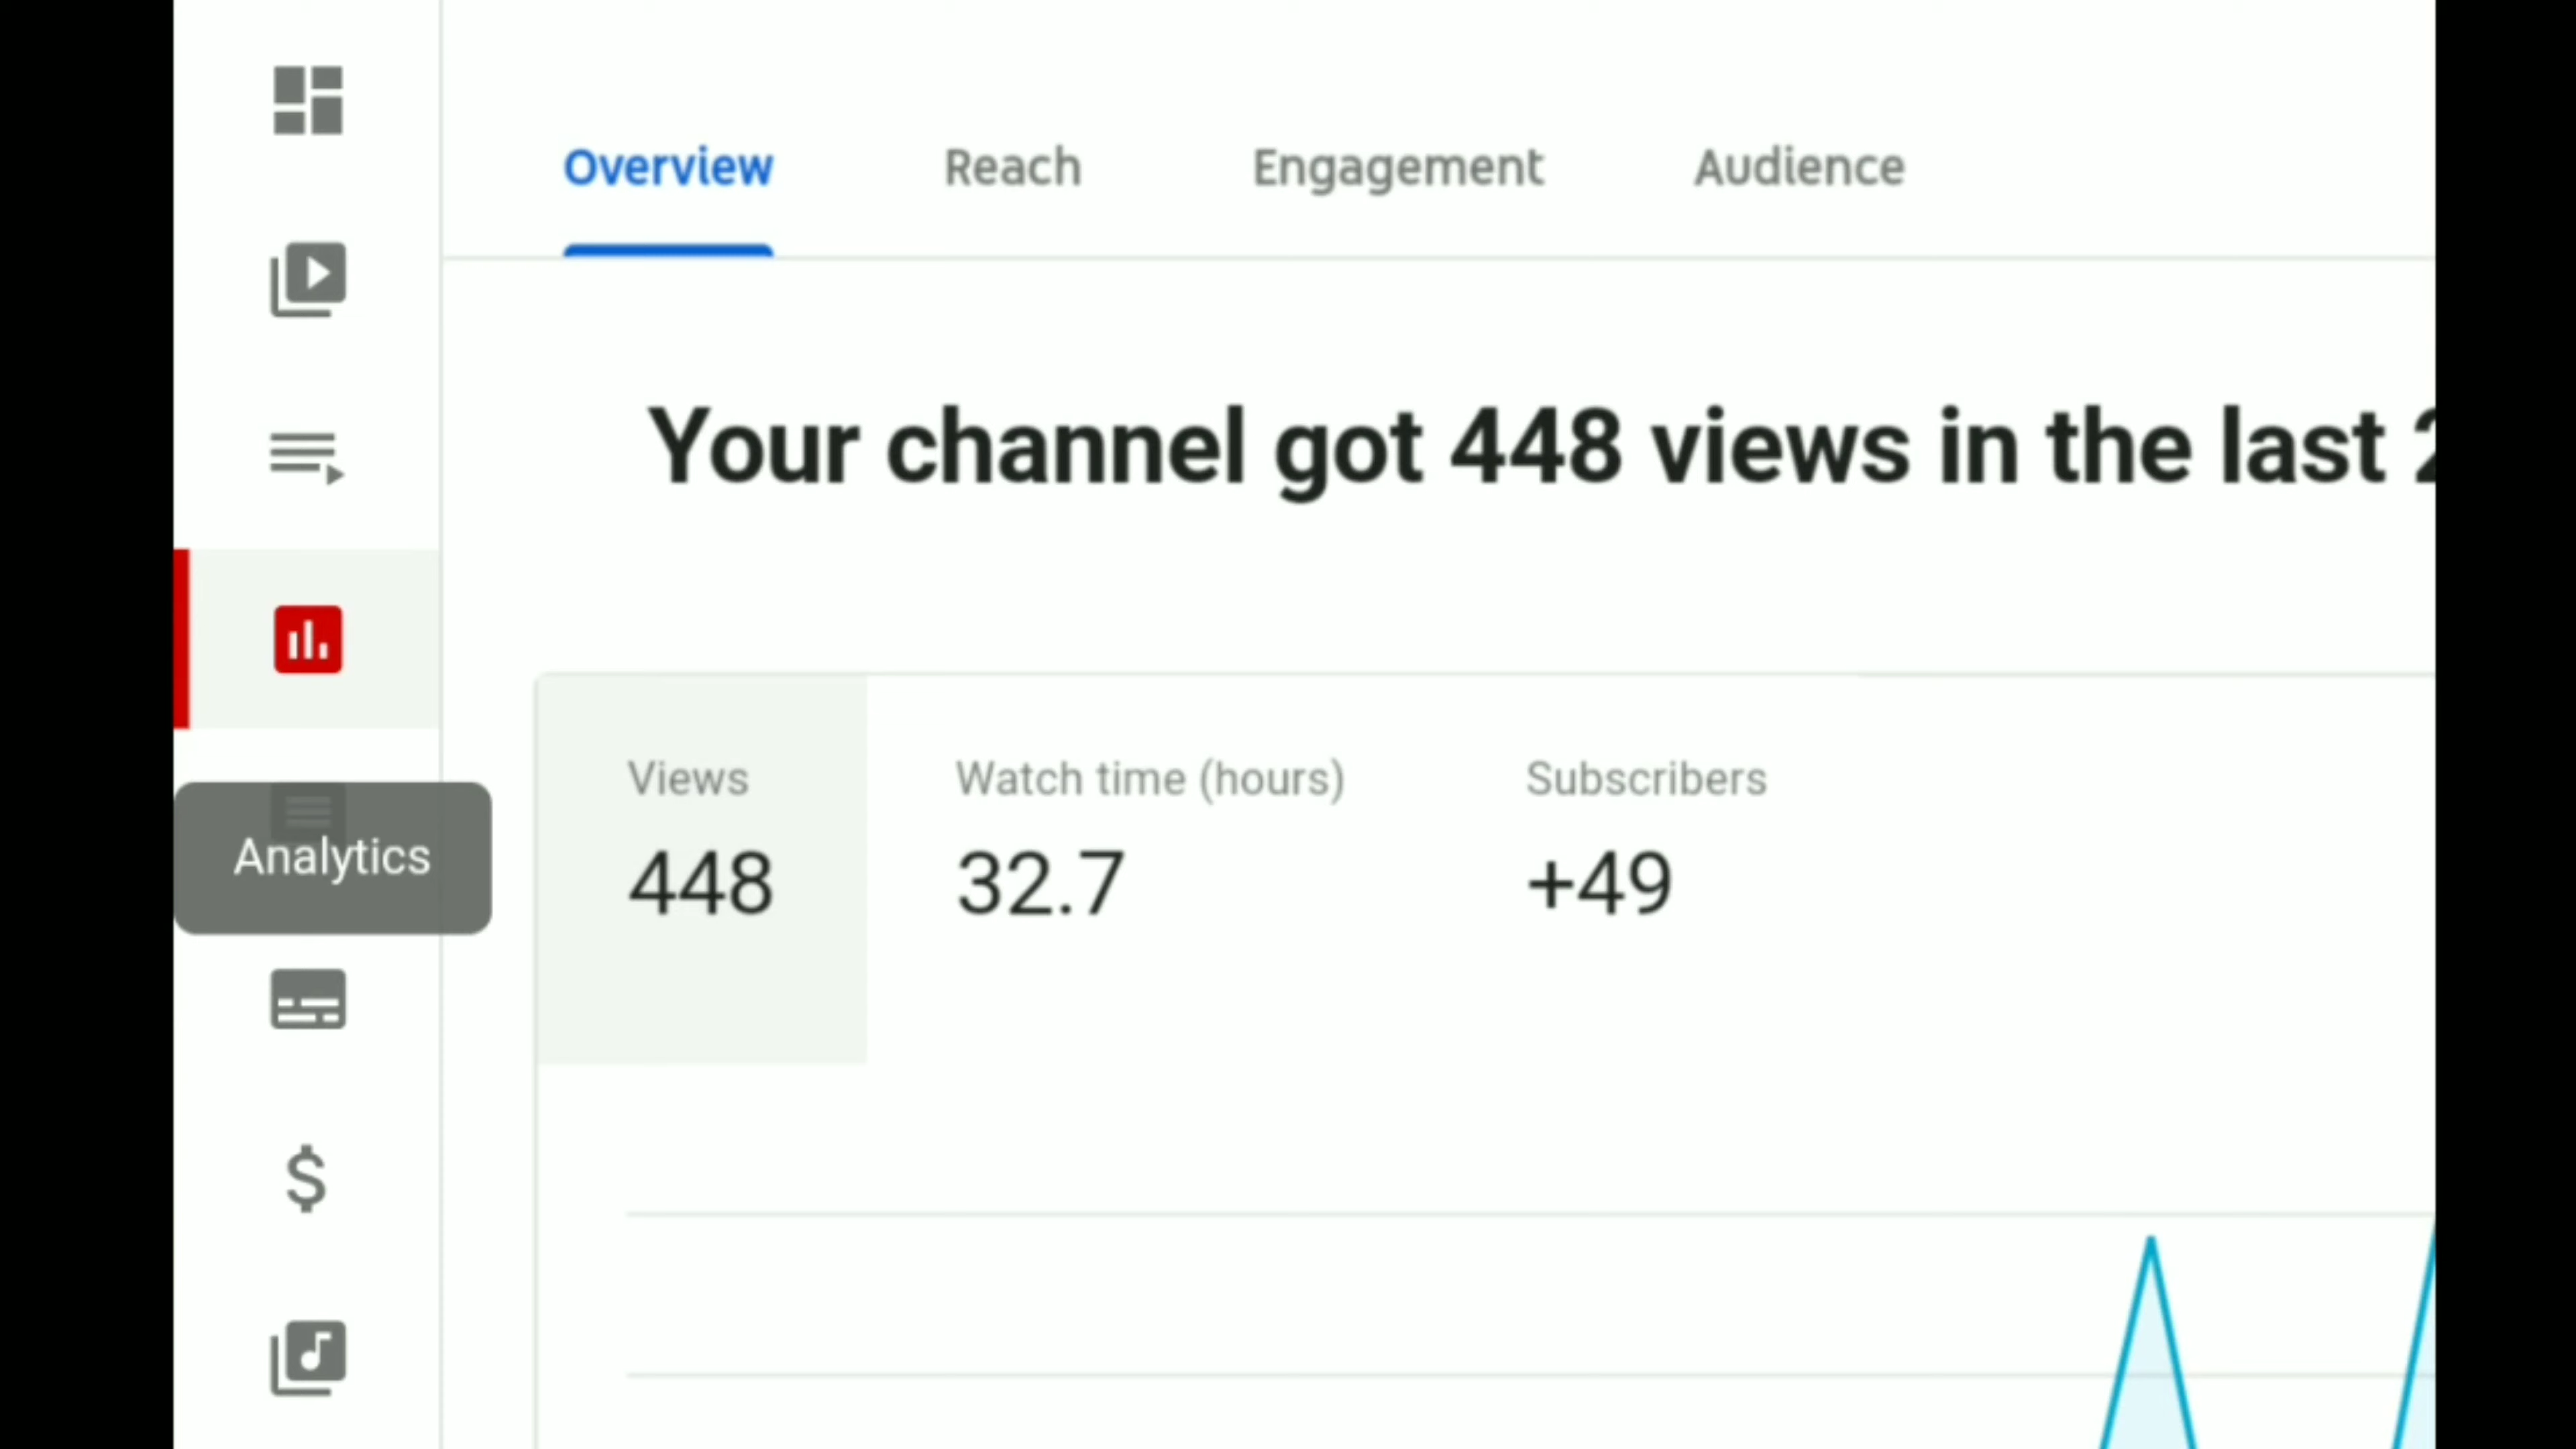 Overview Reach Engagement Audience
Your channel got 448 views in the last
Views Watch time (hours) Subscribers
448 32.7 +49
Analytics
$